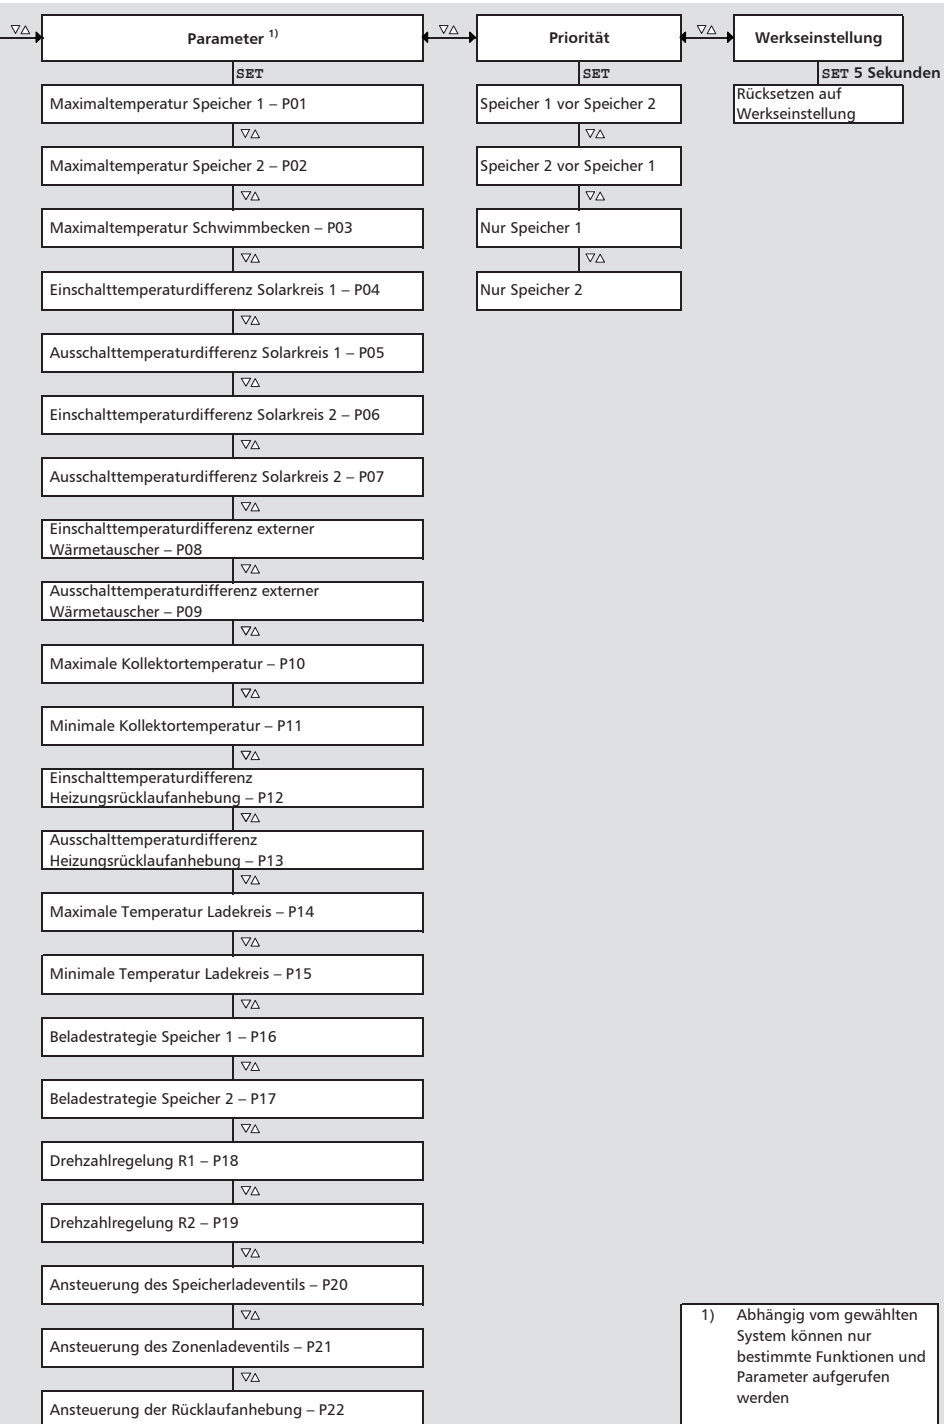 ▽△
Parameter 1)
▽△
Priorität
▽△
Werkseinstellung
SET
Maximaltemperatur Speicher 1 – P01
▽△
Maximaltemperatur Speicher 2 – P02
▽△
Maximaltemperatur Schwimmbecken – P03
▽△
Einschalttemperaturdifferenz Solarkreis 1 – P04
▽△
Ausschalttemperaturdifferenz Solarkreis 1 – P05
▽△
Einschalttemperaturdifferenz Solarkreis 2 – P06
▽△
Ausschalttemperaturdifferenz Solarkreis 2 – P07
▽△
Einschalttemperaturdifferenz externer
Wärmetauscher – P08
▽△
Ausschalttemperaturdifferenz externer
Wärmetauscher – P09
▽△
Maximale Kollektortemperatur – P10
▽△
Minimale Kollektortemperatur – P11
▽△
Einschalttemperaturdifferenz
Heizungsrücklaufanhebung – P12
▽△
Ausschalttemperaturdifferenz
Heizungsrücklaufanhebung – P13
▽△
Maximale Temperatur Ladekreis – P14
▽△
Minimale Temperatur Ladekreis – P15
▽△
Beladestrategie Speicher 1 – P16
▽△
Beladestrategie Speicher 2 – P17
▽△
Drehzahlregelung R1 – P18
▽△
Drehzahlregelung R2 – P19
▽△
Ansteuerung des Speicherladeventils – P20
▽△
Ansteuerung des Zonenladeventils – P21
▽△
Ansteuerung der Rücklaufanhebung – P22
SET
Speicher 1 vor Speicher 2
▽△
Speicher 2 vor Speicher 1
▽△
Nur Speicher 1
▽△
Nur Speicher 2
SET 5 Sekunden
Rücksetzen auf
Werkseinstellung
1) Abhängig vom gewählten
System können nur
bestimmte Funktionen und
Parameter aufgerufen
werden